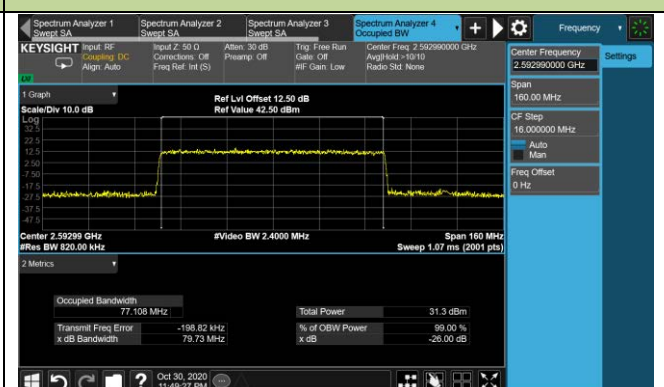 Spectrum Analyzer 1 Spectrum Analyzer 2 Spectrum Analyzer 3 Spectrum Analyzer 4 Frequency
Swept SA Swept SA Swept SA Occupied BW
KEYSIGHT Input: RF Input Z: 50 Ω Atten: 30 dB Trig: Free Run Center Freq: 2.592990000 GHz
Coupling: DC Corrections: Off Preamp: Off Gate: Off Avg|Hold:>10/10
Align: Auto Freq Ref: Int (S) #IF Gain: Low Radio Std: None
Center Frequency
2.592990000 GHz
Settings
Span
160.00 MHz
CF Step
16.000000 MHz
Auto
Man
Freq Offset
0 Hz
1 Graph
Ref Lvl Offset 12.50 dB
Scale/Div 10.0 dB Ref Value 42.50 dBm
Log
32.5
22.5
12.5
2.50
-7.50
-17.5
-27.5
-37.5
-47.5
Center 2.59299 GHz #Video BW 2.4000 MHz Span 160 MHz
#Res BW 820.00 kHz Sweep 1.07 ms (2001 pts)
2 Metrics
Occupied Bandwidth
77.108 MHz Total Power 31.3 dBm
Transmit Freq Error -198.82 kHz % of OBW Power 99.00 %
x dB Bandwidth 79.73 MHz x dB -26.00 dB
? Oct 30, 2020
11:49:27 PM